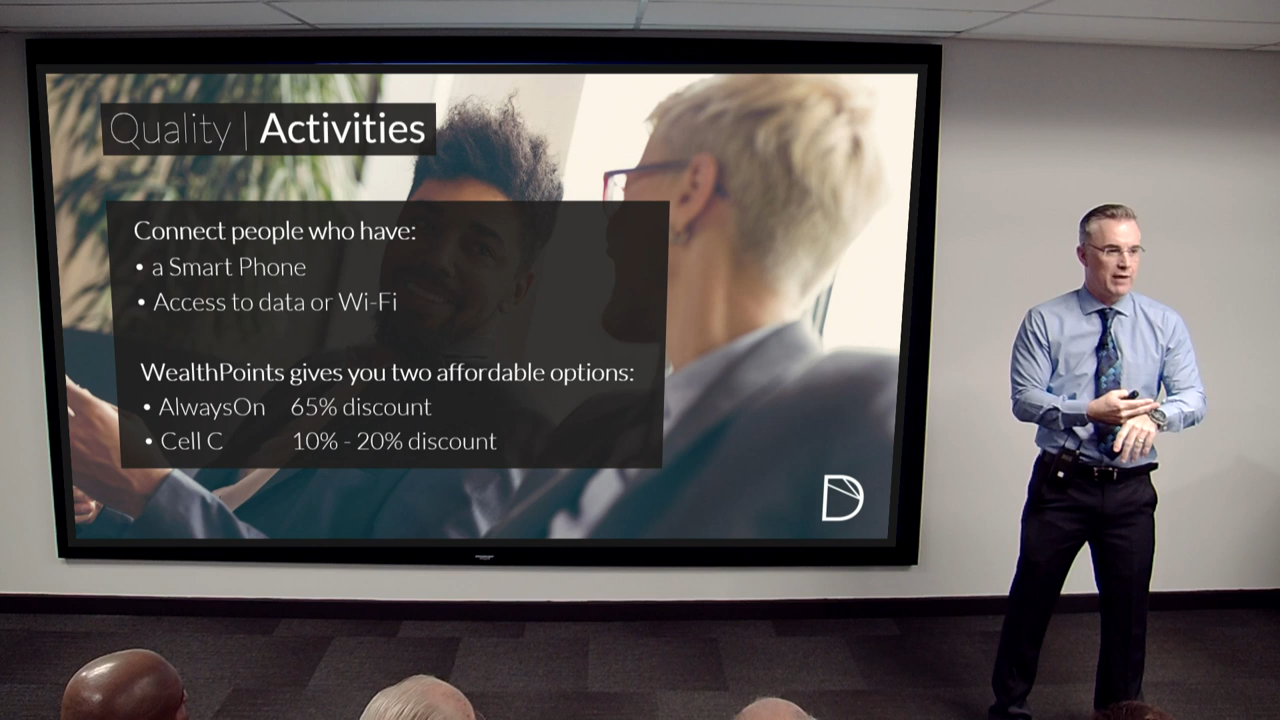 Quality | Activities
Connect people who have:
• a Smart Phone
• Access to data or Wi-Fi
WealthPoints gives you two affordable options:
• AlwaysOn 65% discount
• Cell C 10% - 20% discount